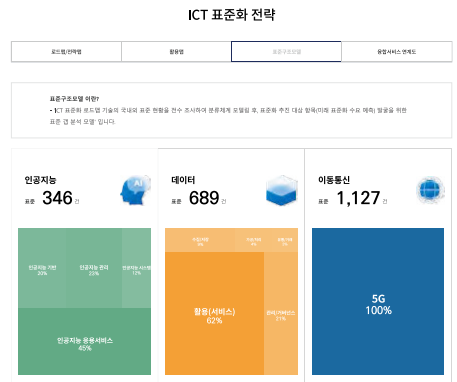 ICT 표준화 전략
로드맵/전략맵
활용맵
표준구조모델
융합서비스 연계도
표준구조모델 이란?
• ICT 표준화 로드맵 기술의 국내외 표준 현황을 전수 조사하여 분류체계 모델링 후, 표준화 추진 대상 항목(미래 표준화 수요 예측) 발굴을 위한
표준 갭 분석 모델' 입니다.
인공지능
표준 346 건
데이터
표준 689 건
이동통신
표준 1,127 건
AI
인공지능 기반
20%
인공지능 관리
23%
인공지능 시스템
12%
인공지능 응용서비스
45%
활용(서비스)
62%
관리/거버넌스
21%
5G
100%